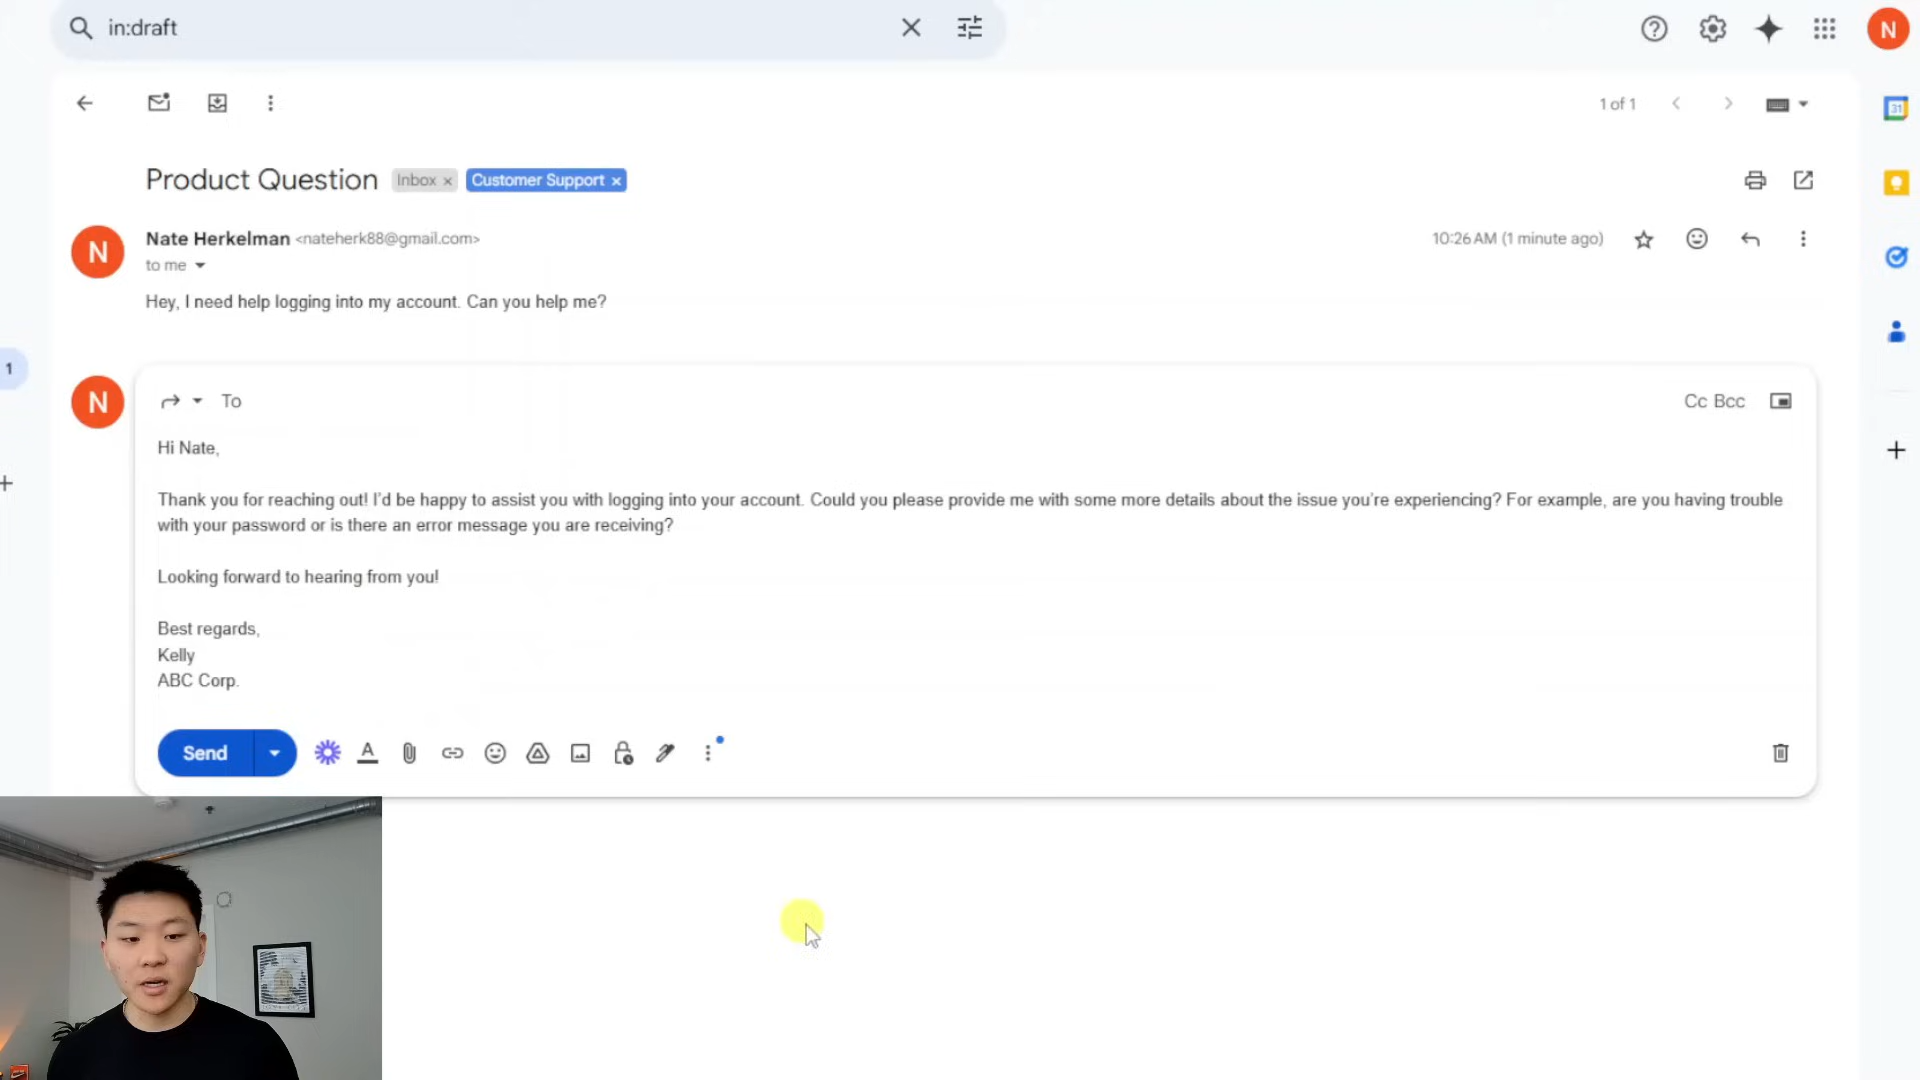 in:draft
N
1 of 1
31
Product Question Inbox × Customer Support ×
N
Nate Herkelman <nateherk88@gmail.com>
10:26 AM (1 minute ago)
to me
Hey, I need help logging into my account. Can you help me?
1
N
To
Cc Bcc
Hi Nate,
Thank you for reaching out! I'd be happy to assist you with logging into your account. Could you please provide me with some more details about the issue you're experiencing? For example, are you having trouble
with your password or is there an error message you are receiving?
Looking forward to hearing from you!
Best regards,
Kelly
ABC Corp.
Send